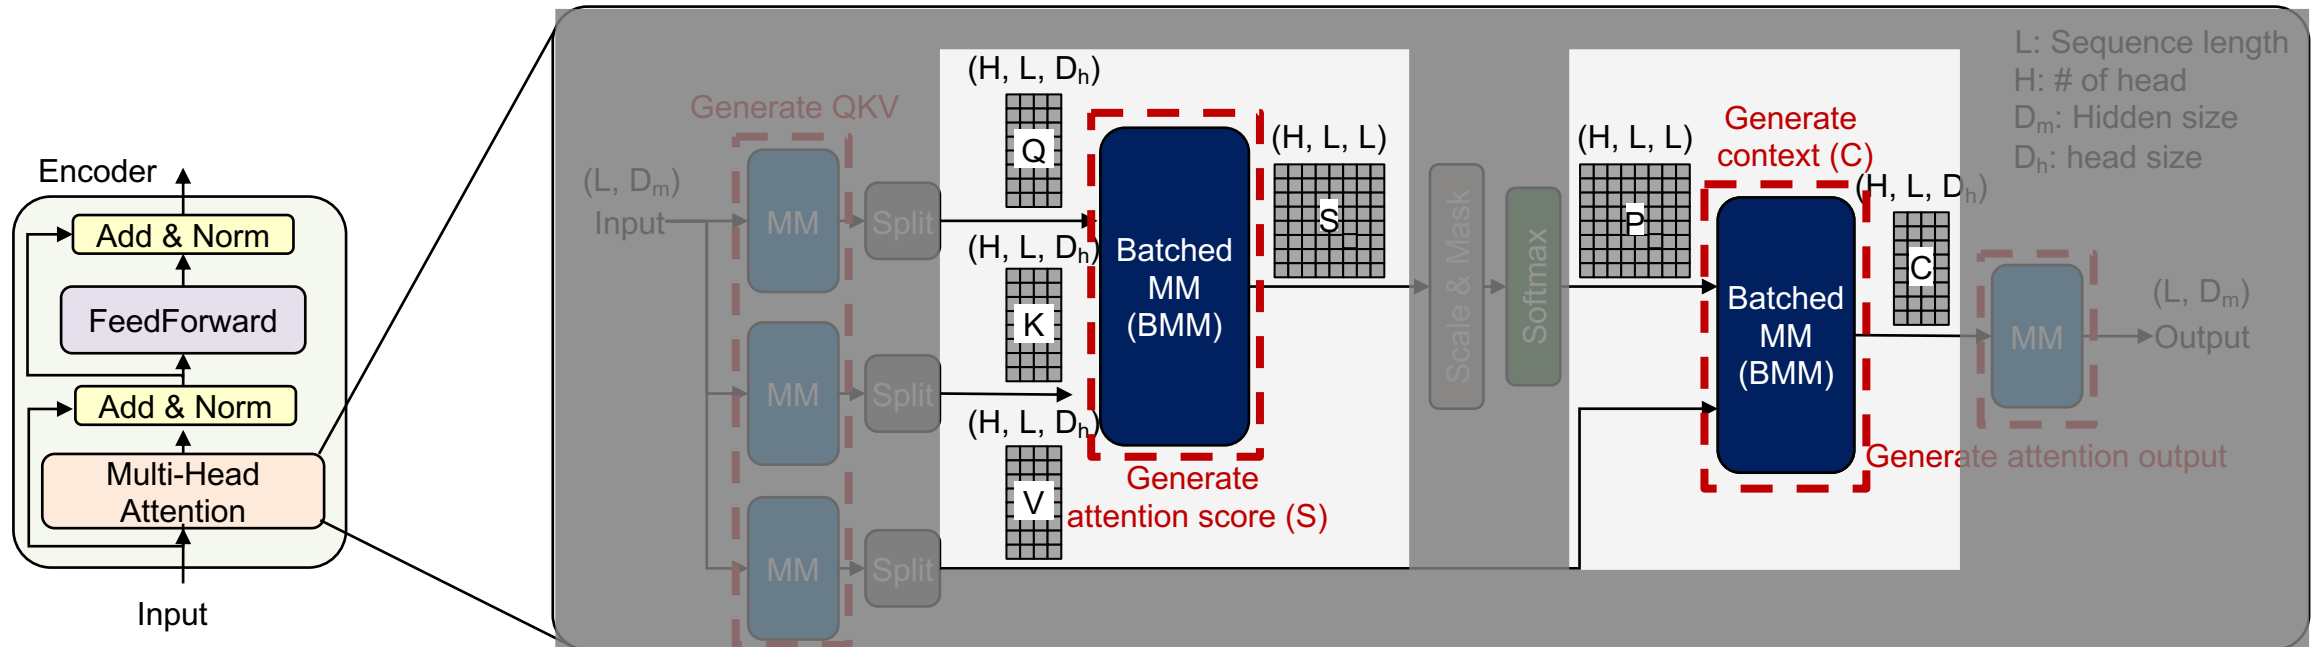 Encoder
Add & Norm
FeedForward
Add & Norm
Multi-Head
Attention
Input
Generate QKV
(L, Dm)
Input
MM
Split
MM
Split
MM
Split
(H, L, Dh)
Q
(H, L, Dh)
K
(H, L, Dh)
V
Batched
MM
(BMM)
Generate
attention score (S)
(H, L, L)
S
Scale & Mask
Softmax
(H, L, L)
P
Generate
context (C)
Batched
MM
(BMM)
(H, L, Dh)
C
MM
Generate attention output
(L, Dm)
Output
L: Sequence length
H: # of head
Dm: Hidden size
Dh: head size